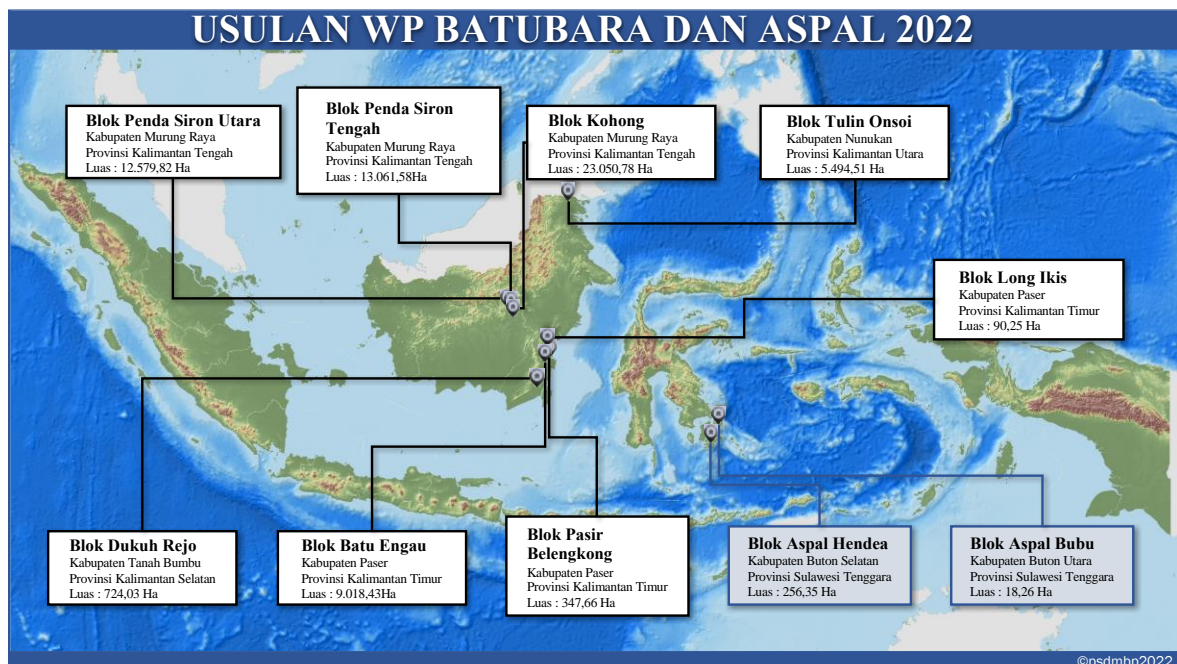 USULAN WP BATUBARA DAN ASPAL 2022
Blok Penda Siron Utara
Kabupaten Murung Raya
Provinsi Kalimantan Tengah
Luas : 12.579,82 Ha
Blok Penda Siron
Tengah
Kabupaten Murung Raya
Provinsi Kalimantan Tengah
Luas : 13.061,58Ha
Blok Kohong
Kabupaten Murung Raya
Provinsi Kalimantan Tengah
Luas : 23.050,78 Ha
Blok Tulin Onsoi
Kabupaten Nunukan
Provinsi Kalimantan Utara
Luas : 5.494,51 Ha
Blok Long Ikis
Kabupaten Paser
Provinsi Kalimantan Timur
Luas : 90,25 Ha
Blok Dukuh Rejo
Kabupaten Tanah Bumbu
Provinsi Kalimantan Selatan
Luas : 724,03 Ha
Blok Batu Engau
Kabupaten Paser
Provinsi Kalimantan Timur
Luas : 9.018,43Ha
Blok Pasir
Belengkong
Kabupaten Paser
Provinsi Kalimantan Timur
Luas : 347,66 Ha
Blok Aspal Hendea
Kabupaten Buton Selatan
Provinsi Sulawesi Tenggara
Luas : 256,35 Ha
Blok Aspal Bubu
Kabupaten Buton Utara
Provinsi Sulawesi Tenggara
Luas : 18,26 Ha
©psdmbp2022